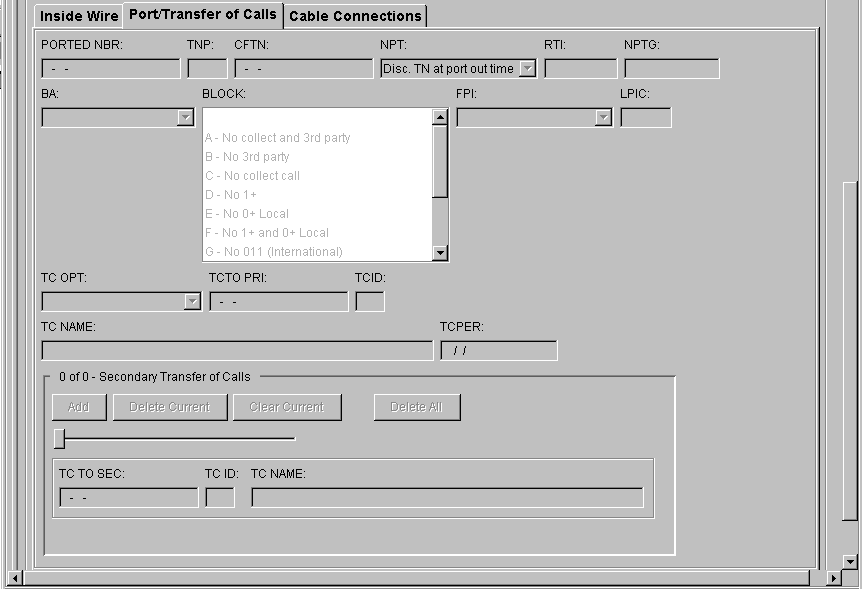 Inside Wire Port/Transfer of Calls Cable Connections
PORTED NBR: TNP: CFTN: NPT: RTI: NPTG:
- - - - Disc. TN at port out time
BA: BLOCK: FPI: LPIC:
A - No collect and 3rd party
B - No 3rd party
C - No collect call
D - No 1+
E - No 0+ Local
F - No 1+ and 0+ Local
G - No 011 (International)
TC OPT: TCTO PRI: TCID:
- -
TC NAME: TCPER:
/ /
0 of 0 - Secondary Transfer of Calls
Add Delete Current Clear Current Delete All
TC TO SEC: TC ID: TC NAME:
- -